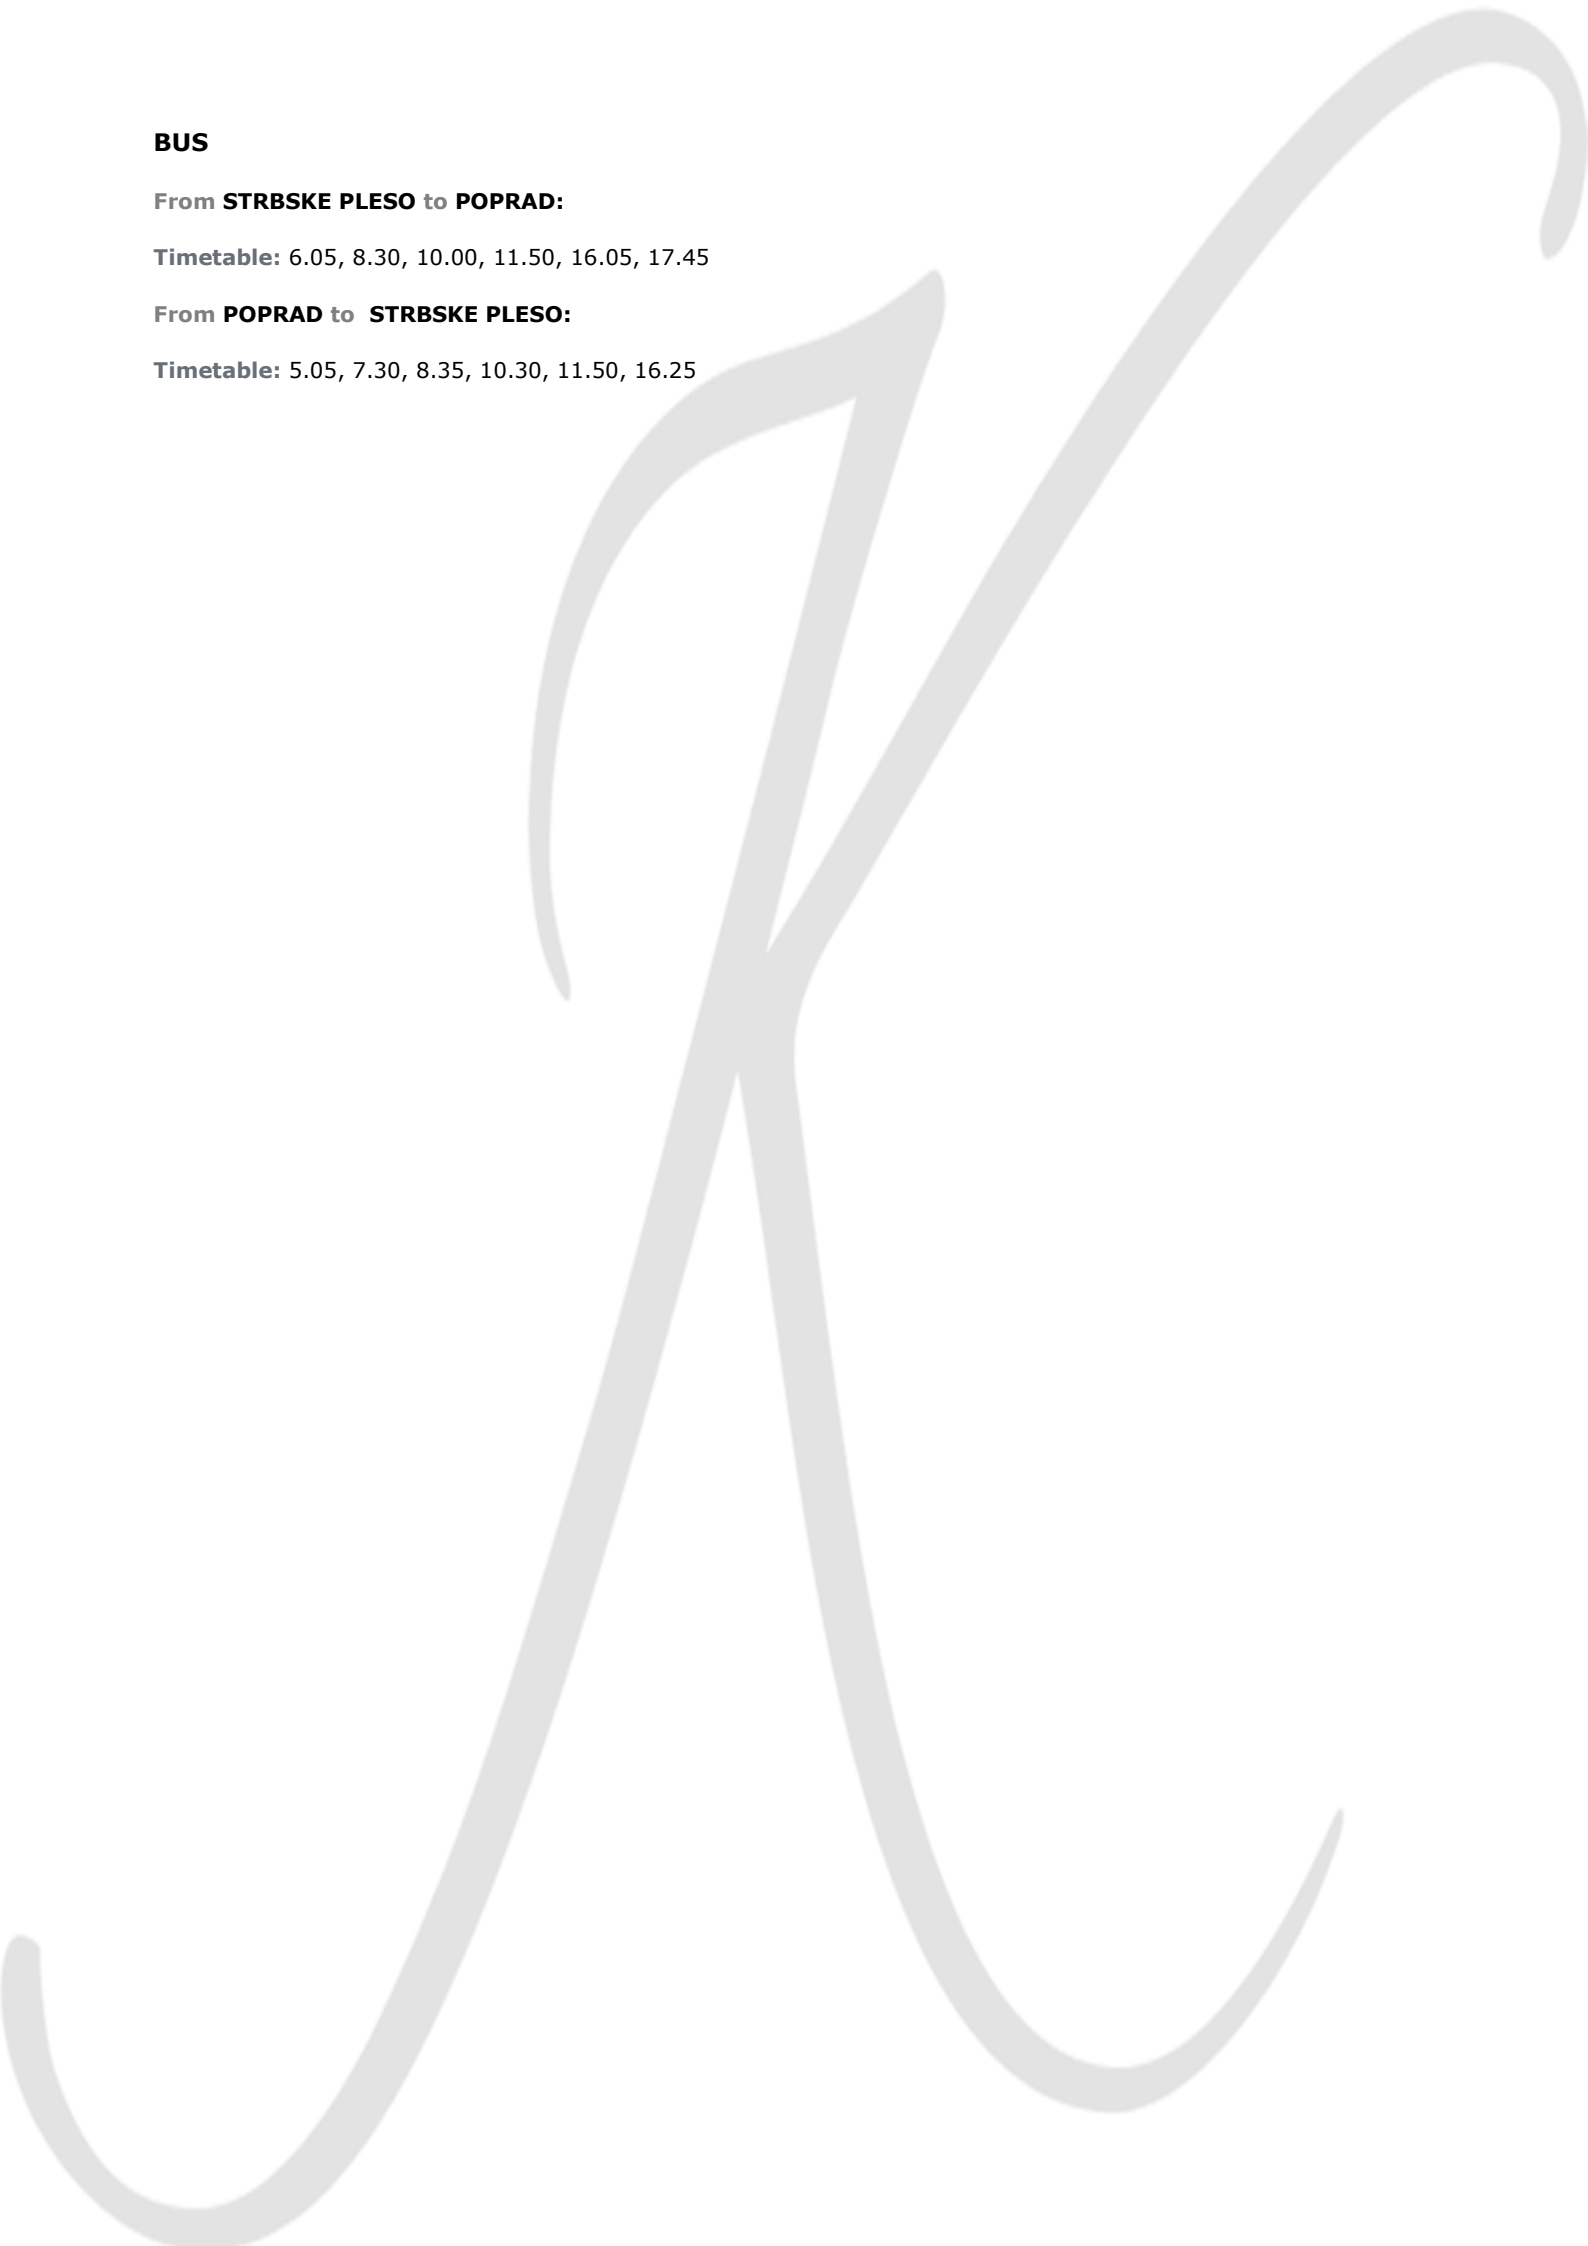 BUS
From STRBSKE PLESO to POPRAD:
Timetable: 6.05, 8.30, 10.00, 11.50, 16.05, 17.45
From POPRAD to  STRBSKE PLESO:
Timetable: 5.05, 7.30, 8.35, 10.30, 11.50, 16.25
K